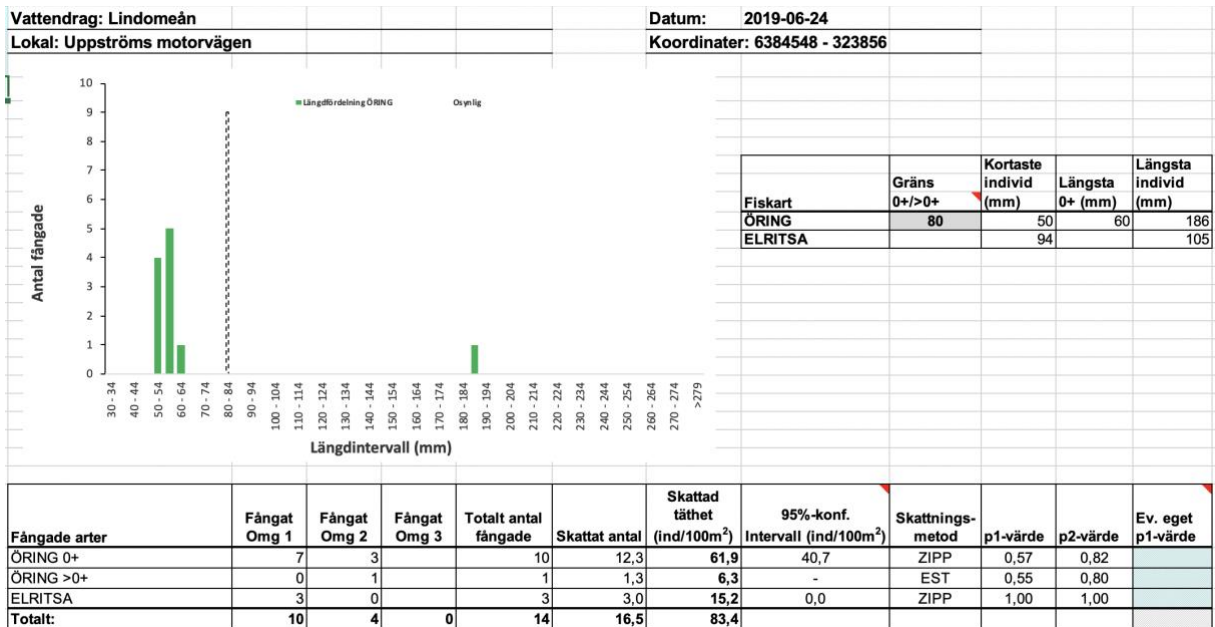 Vattendrag: Lindomeån Datum: 2019-06-24
Lokal: Uppströms motorvägen Koordinater: 6384548 - 323856
Längdfördelning ÖRING Osynlig
10
9
8
7
6
5
4
3
2
1
0
Antal fångade
30 - 34
40 - 44
50 - 54
60 - 64
70 - 74
80 - 84
90 - 94
100 - 104
110 - 114
120 - 124
130 - 134
140 - 144
150 - 154
160 - 164
170 - 174
180 - 184
190 - 194
200 - 204
210 - 214
220 - 224
230 - 234
240 - 244
250 - 254
260 - 264
270 - 274
>279
Längdintervall (mm)
Fiskart Gräns 0+/>0+ Kortaste individ (mm) Längsta 0+ (mm) Längsta individ (mm)
ÖRING 80 50 60 186
ELRITSA 94 105
Fångade arter Fångat Omg 1 Fångat Omg 2 Fångat Omg 3 Totalt antal fångade Skattat antal Skattad täthet (ind/100m²) 95%-konf. Intervall (ind/100m²) Skattnings-metod p1-värde p2-värde Ev. eget p1-värde
ÖRING 0+ 7 3 10 12,3 61,9 40,7 ZIPP 0,57 0,82
ÖRING >0+ 0 1 1 1,3 6,3 - EST 0,55 0,80
ELRITSA 3 0 3 3,0 15,2 0,0 ZIPP 1,00 1,00
Totalt: 10 4 0 14 16,5 83,4